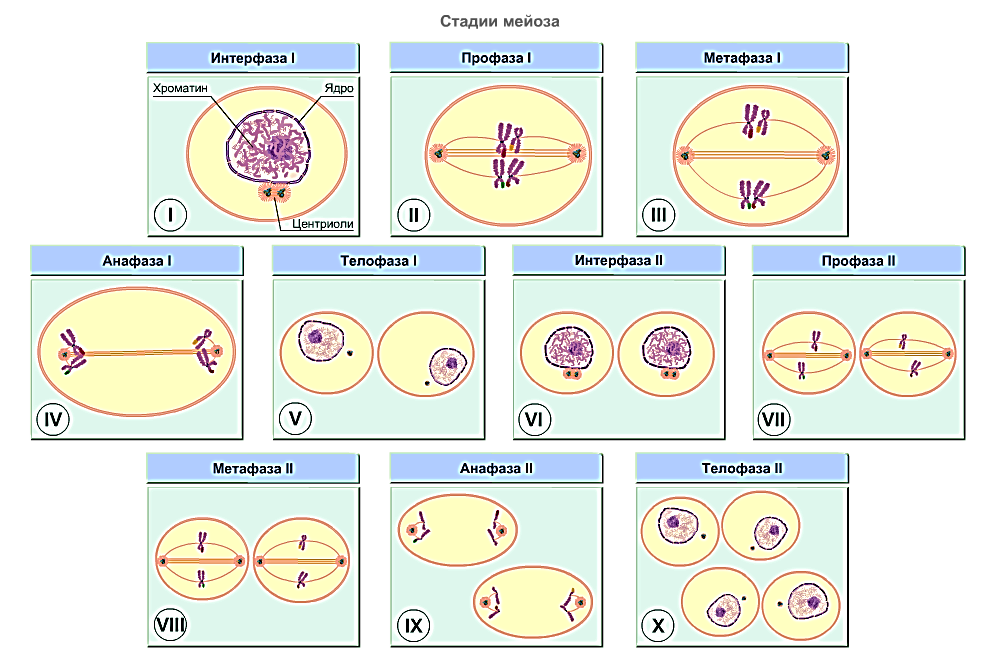 Стадии мейоза
Интерфаза I
Профаза I
Метафаза I
Хроматин
Ядро
Центриоли
I
II
III
Анафаза I
Телофаза I
Интерфаза II
Профаза II
IV
V
VI
VII
Метафаза II
Анафаза II
Телофаза II
VIII
IX
X